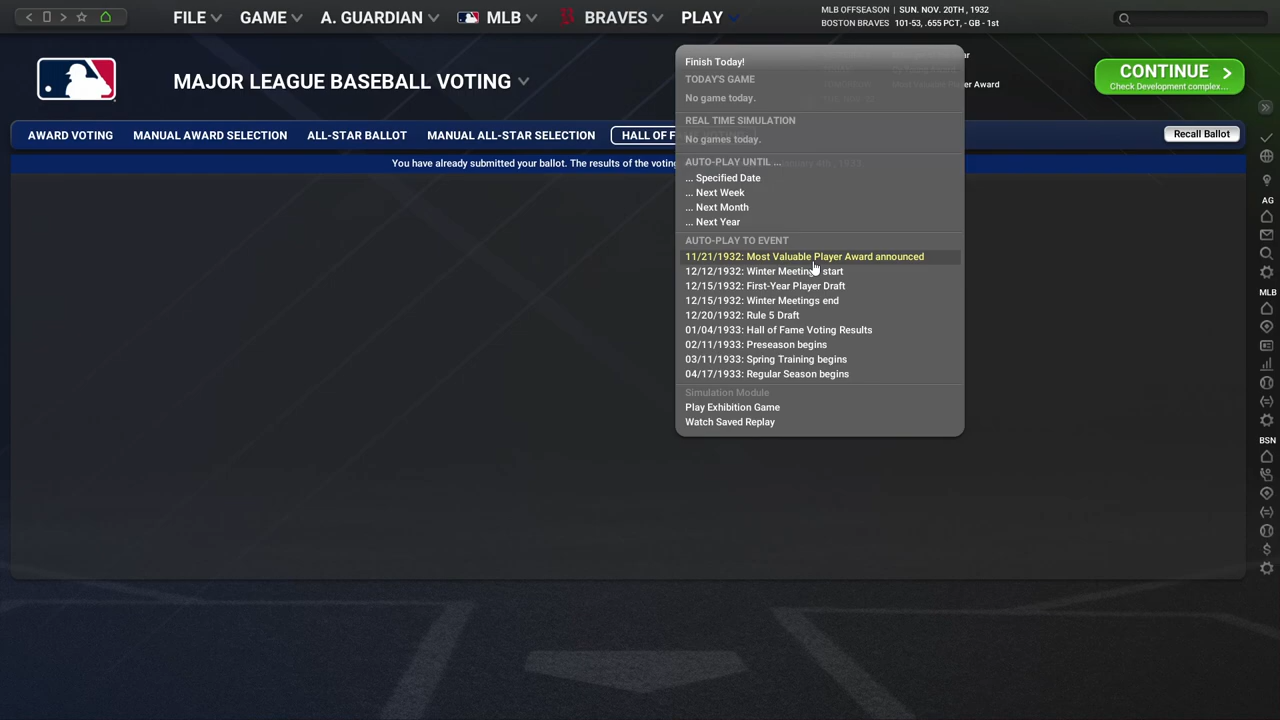 FILE
GAME
A. GUARDIAN
MLB
BRAVES
PLAY
MLB OFFSEASON | SUN. NOV. 20TH , 1932
BOSTON BRAVES 101-53, .655 PCT, - GB - 1st
MAJOR LEAGUE BASEBALL VOTING
CONTINUE
Check Development complex...
AWARD VOTING
MANUAL AWARD SELECTION
ALL-STAR BALLOT
MANUAL ALL-STAR SELECTION
HALL OF F
Recall Ballot
You have already submitted your ballot. The results of the voting
Finish Today!
TODAY'S GAME
No game today.
REAL TIME SIMULATION
No games today.
AUTO-PLAY UNTIL ...
... Specified Date
... Next Week
... Next Month
... Next Year
AUTO-PLAY TO EVENT
11/21/1932: Most Valuable Player Award announced
12/12/1932: Winter Meetings start
12/15/1932: First-Year Player Draft
12/15/1932: Winter Meetings end
12/20/1932: Rule 5 Draft
01/04/1933: Hall of Fame Voting Results
02/11/1933: Preseason begins
03/11/1933: Spring Training begins
04/17/1933: Regular Season begins
Simulation Module
Play Exhibition Game
Watch Saved Replay
AG
MLB
BSN